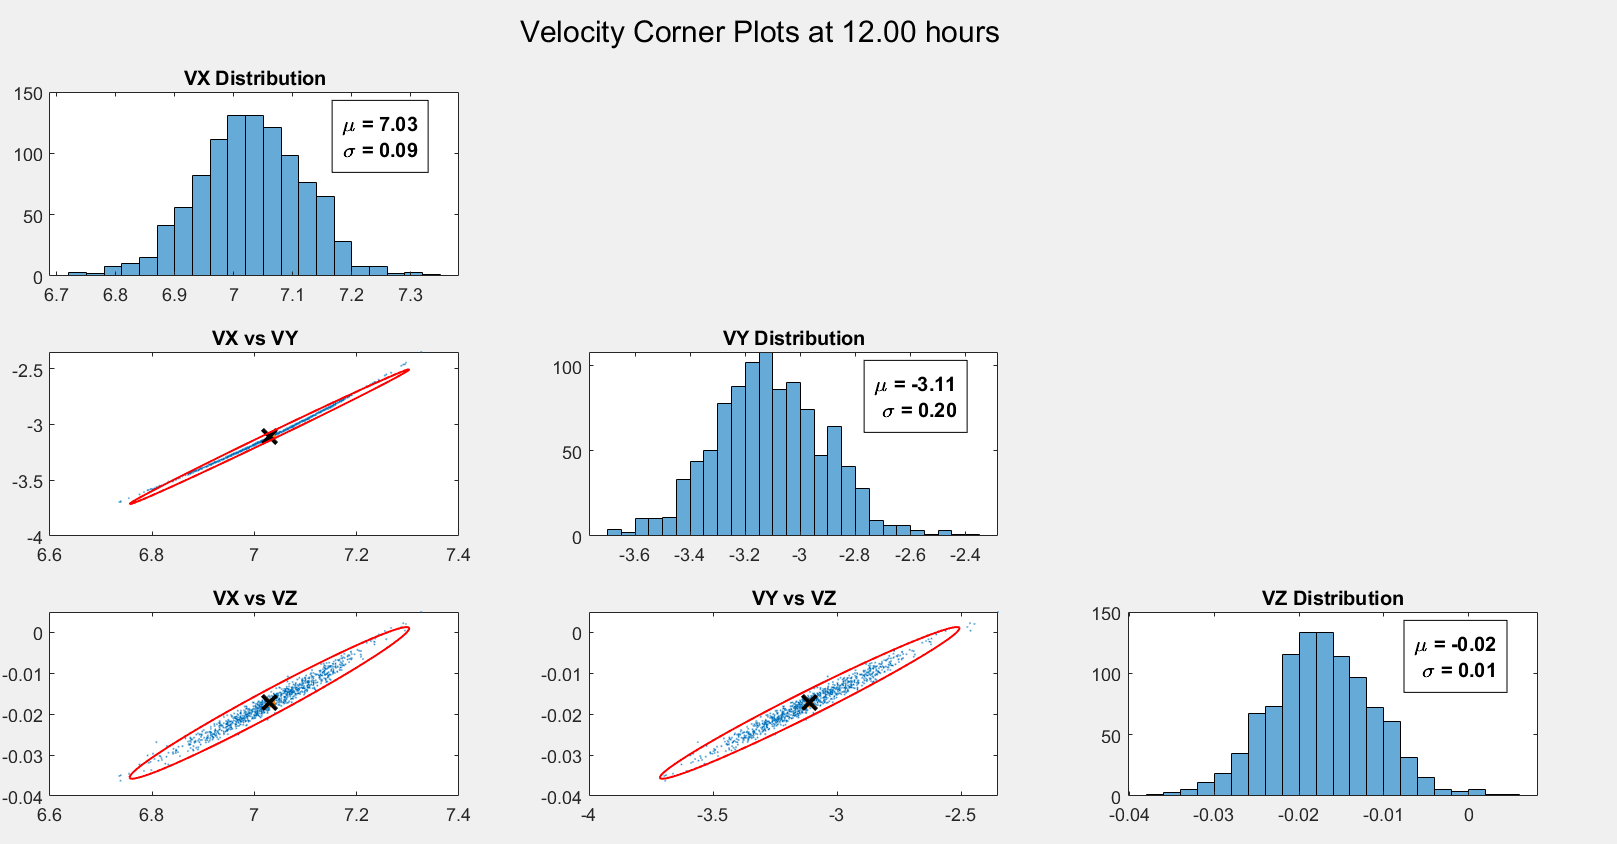 Velocity Corner Plots at 12.00 hours
VX Distribution
150
100
50
0
μ = 7.03
σ = 0.09
6.7 6.8 6.9 7 7.1 7.2 7.3
VX vs VY
-2.5
-3
-3.5
-4
6.6 6.8 7 7.2 7.4
VY Distribution
100
50
0
μ = -3.11
σ = 0.20
-3.6 -3.4 -3.2 -3 -2.8 -2.6 -2.4
VX vs VZ
0
-0.01
-0.02
-0.03
-0.04
6.6 6.8 7 7.2 7.4
VY vs VZ
0
-0.01
-0.02
-0.03
-0.04
-4 -3.5 -3 -2.5
VZ Distribution
150
100
50
0
μ = -0.02
σ = 0.01
-0.04 -0.03 -0.02 -0.01 0